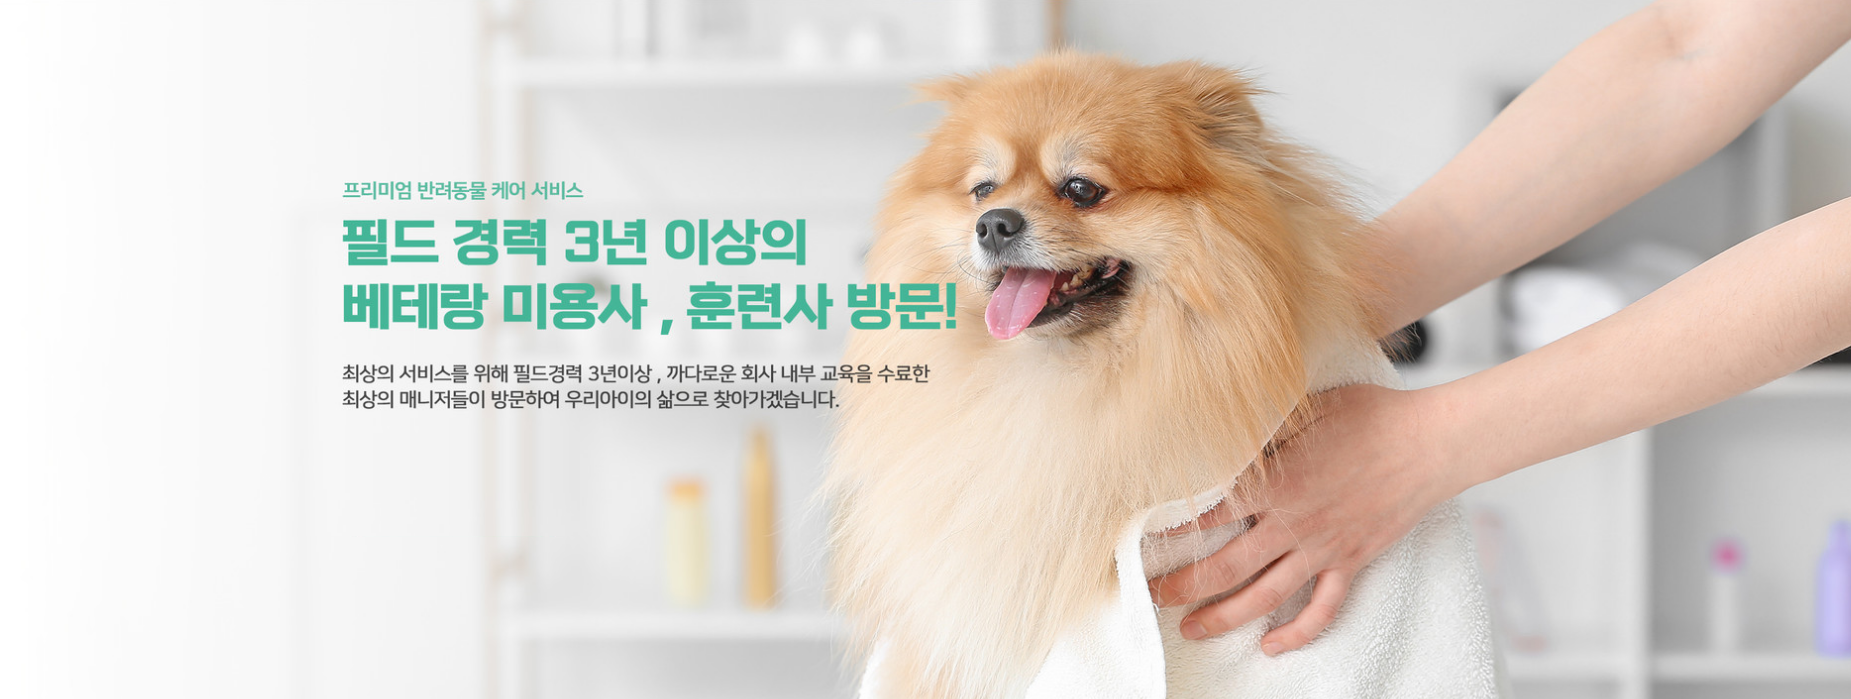 프리미엄 반려동물 케어 서비스
필드 경력 3년 이상의
베테랑 미용사 , 훈련사 방문!
최상의 서비스를 위해 필드경력 3년이상 , 까다로운 회사 내부 교육을 수료한
최상의 매니저들이 방문하여 우리아이의 삶으로 찾아가겠습니다.